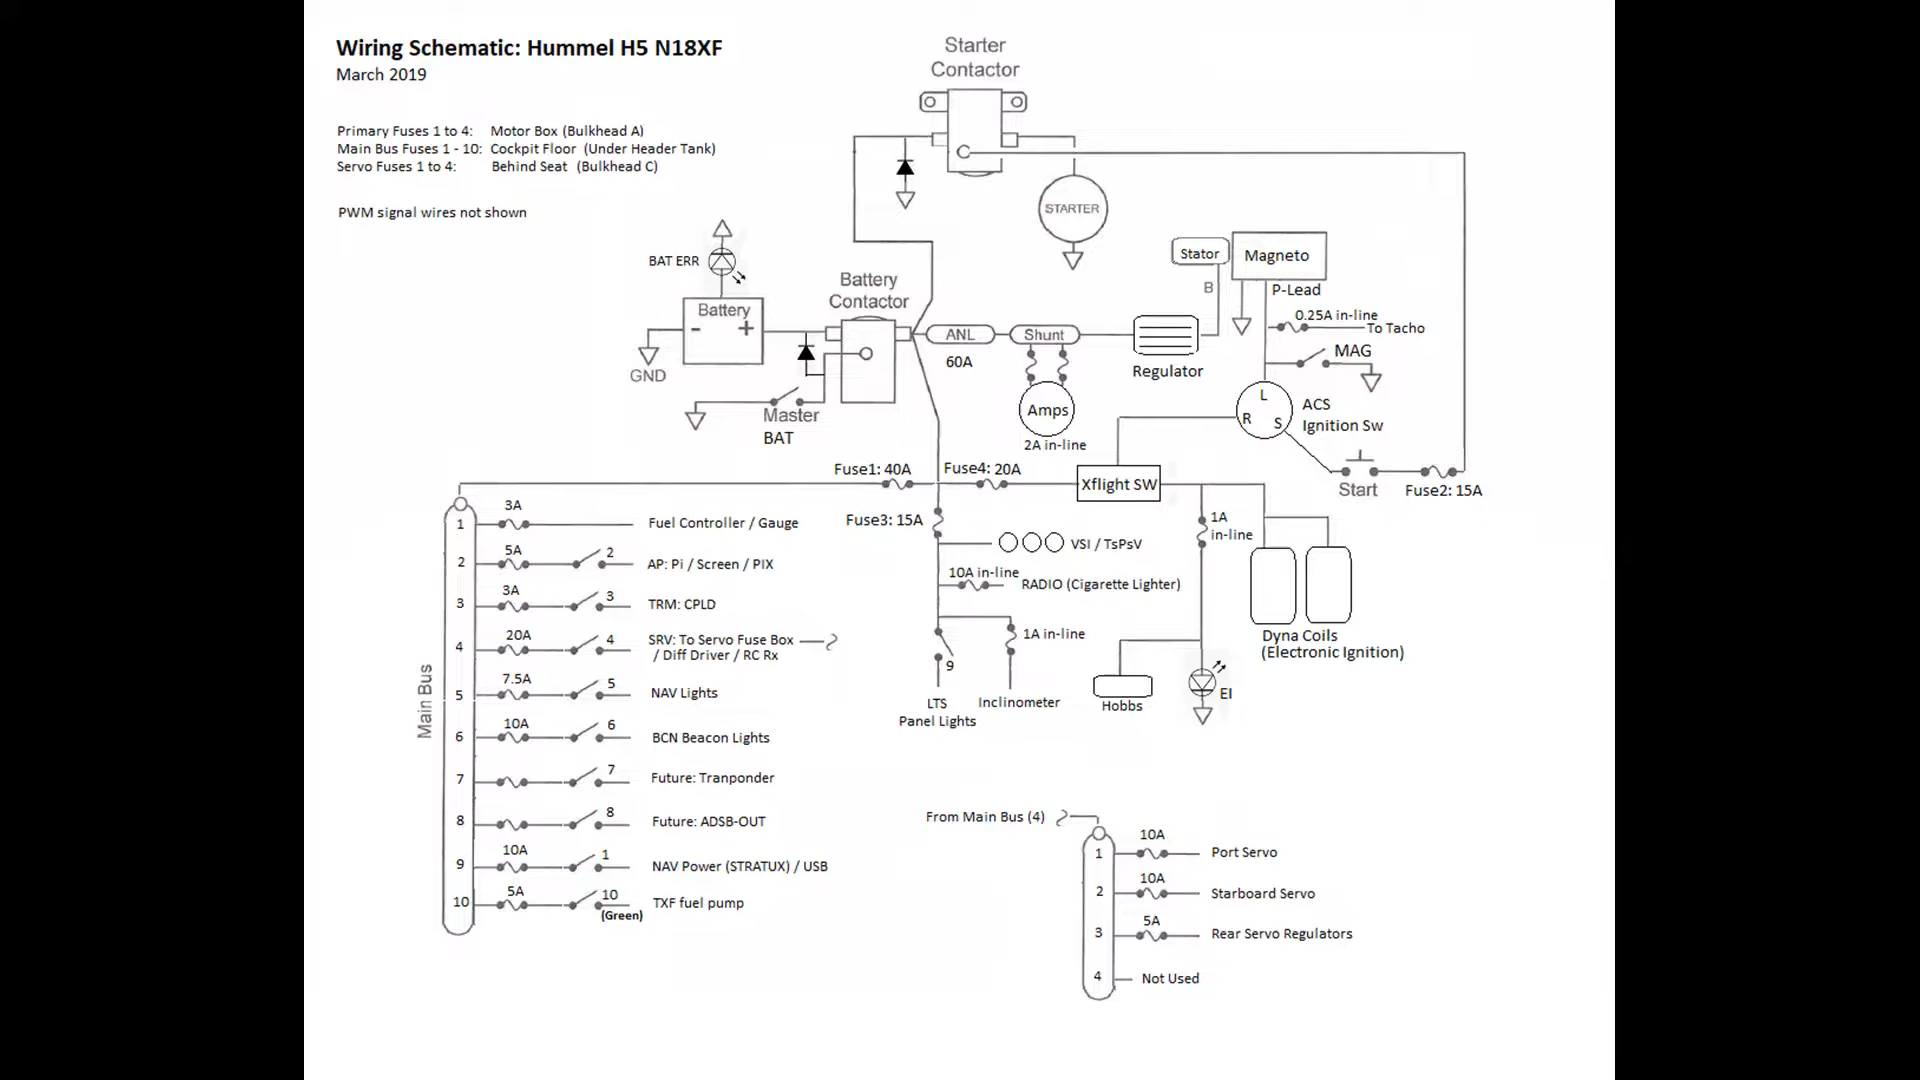 Wiring Schematic: Hummel H5 N18XF
March 2019
Primary Fuses 1 to 4: Motor Box (Bulkhead A)
Main Bus Fuses 1 - 10: Cockpit Floor (Under Header Tank)
Servo Fuses 1 to 4: Behind Seat (Bulkhead C)
PWM signal wires not shown
Starter
Contactor
STARTER
BAT ERR
Battery
- +
GND
Battery
Contactor
Master
BAT
ANL
60A
Shunt
Amps
2A in-line
Regulator
Stator
B
Magneto
P-Lead
0.25A in-line
To Tacho
MAG
L
R
S
ACS
Ignition Sw
Start
Fuse2: 15A
Fuse1: 40A
Fuse4: 20A
Xflight SW
Fuse3: 15A
VSI / TsPsV
10A in-line
RADIO (Cigarette Lighter)
1A in-line
9
LTS
Panel Lights
Inclinometer
1A
in-line
Hobbs
EI
Dyna Coils
(Electronic Ignition)
Main Bus
1 3A Fuel Controller / Gauge
2 5A 2 AP: Pi / Screen / PIX
3 3A 3 TRM: CPLD
4 20A 4 SRV: To Servo Fuse Box
/ Diff Driver / RC Rx
5 7.5A 5 NAV Lights
6 10A 6 BCN Beacon Lights
7 7 Future: Tranponder
8 8 Future: ADSB-OUT
9 10A 1 NAV Power (STRATUX) / USB
10 5A 10 TXF fuel pump
(Green)
From Main Bus (4)
1 10A Port Servo
2 10A Starboard Servo
3 5A Rear Servo Regulators
4 Not Used